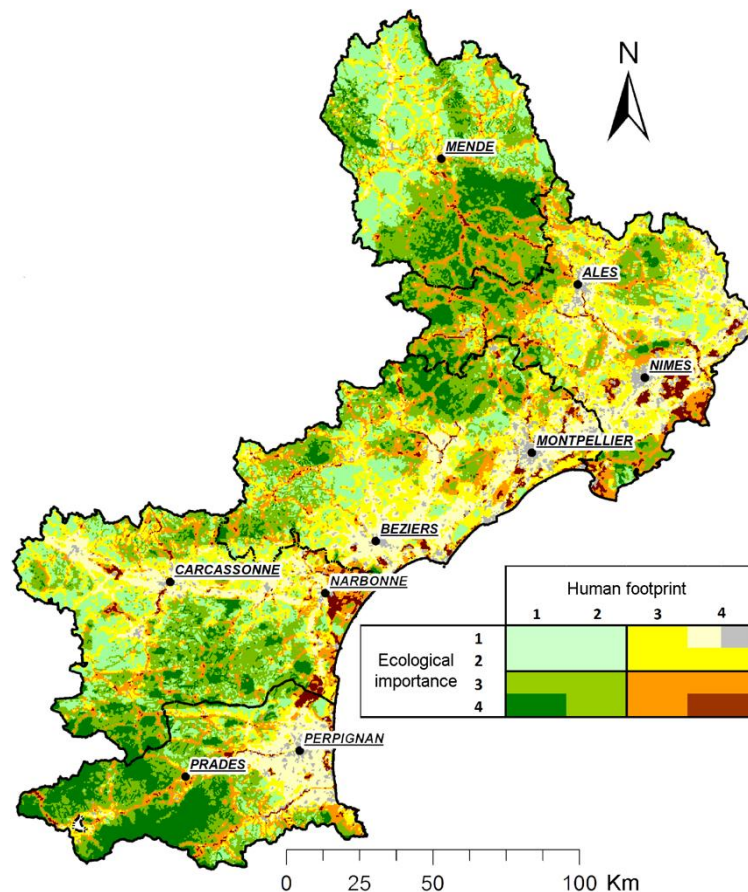 N
MENDE
ALES
NIMES
MONTPELLIER
BEZIERS
CARCASSONNE
NARBONNE
PERPIGNAN
PRADES
Human footprint
1 2 3 4
Ecological importance
1
2
3
4
0 50 100 Km